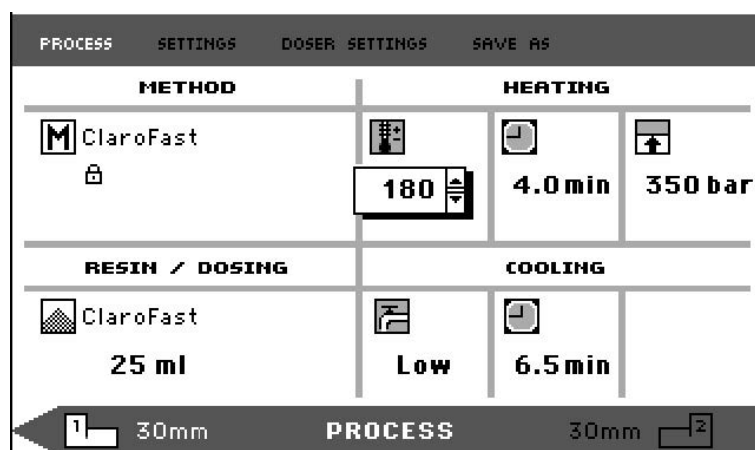 PROCESS SETTINGS DOSER SETTINGS SAVE AS
METHOD HEATING
M ClaroFast
180 4.0 min 350 bar
RESIN / DOSING COOLING
ClaroFast
25 ml Low 6.5 min
1 30mm PROCESS 30mm 2